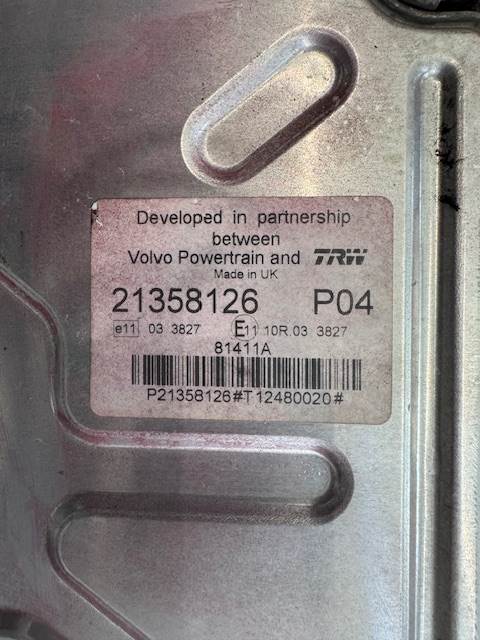 Developed in partnership
between
Volvo Powertrain and TRW
Made in UK
21358126 P04
e11 03 3827 E11 10R.03 3827
81411A
P21358126#T12480020#